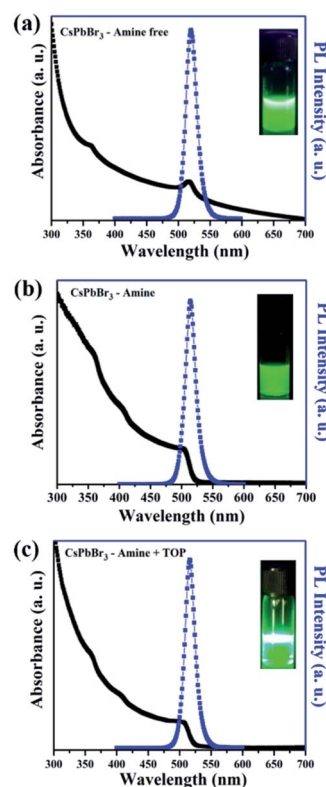 (a)
CsPbBr₃ - Amine free
Absorbance (a. u.)
PL Intensity (a. u.)
300 350 400 450 500 550 600 650 700
Wavelength (nm)
(b)
CsPbBr₃ - Amine
Absorbance (a. u.)
PL Intensity (a. u.)
300 350 400 450 500 550 600 650 700
Wavelength (nm)
(c)
CsPbBr₃ - Amine + TOP
Absorbance (a. u.)
PL Intensity (a. u.)
300 350 400 450 500 550 600 650 700
Wavelength (nm)